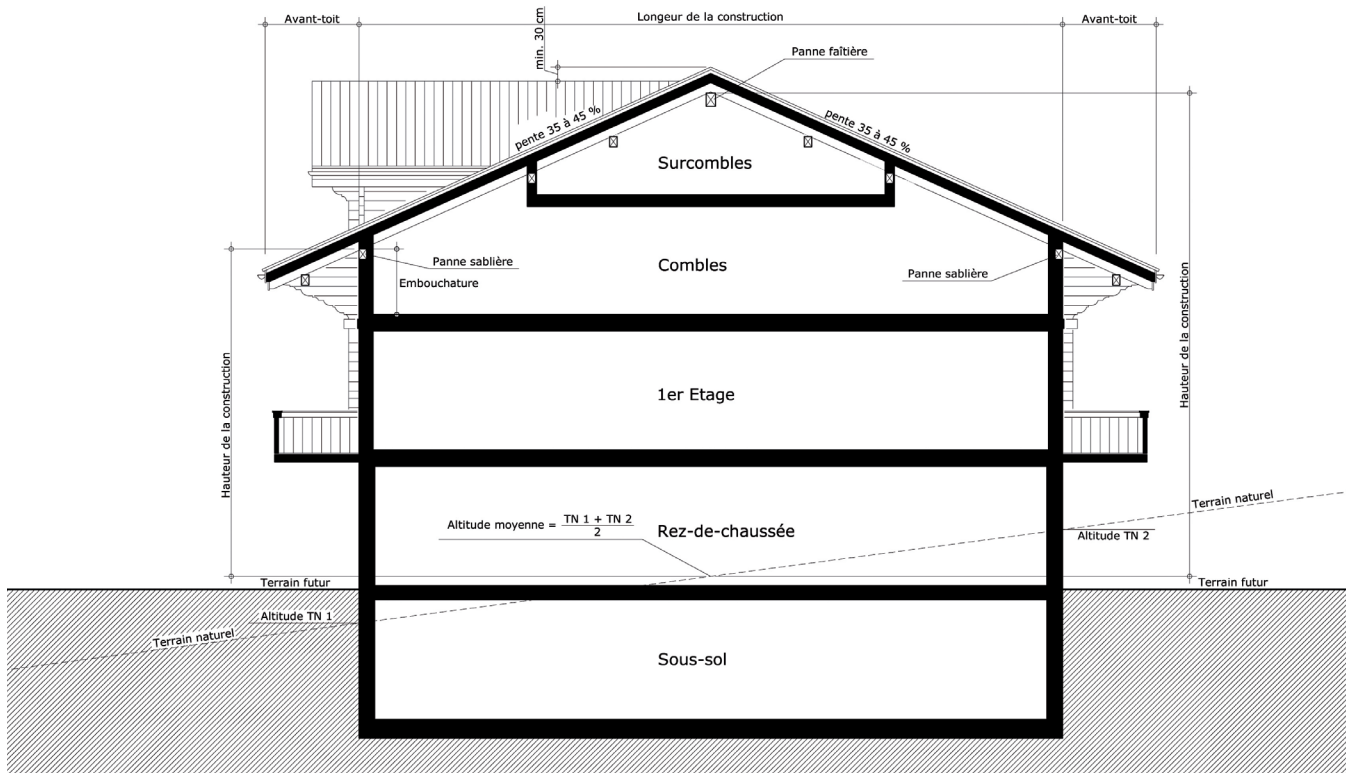 Avant-toit
Longeur de la construction
Avant-toit
min. 30 cm
Panne faîtière
pente 35 à 45 %
pente 35 à 45 %
Surcombles
Panne sablière
Combles
Panne sablière
Embouchature
Hauteur de la construction
Hauteur de la construction
1er Etage
Terrain naturel
Altitude moyenne = TN 1 + TN 2
2
Rez-de-chaussée
Altitude TN 2
Terrain futur
Terrain futur
Altitude TN 1
Terrain naturel
Sous-sol